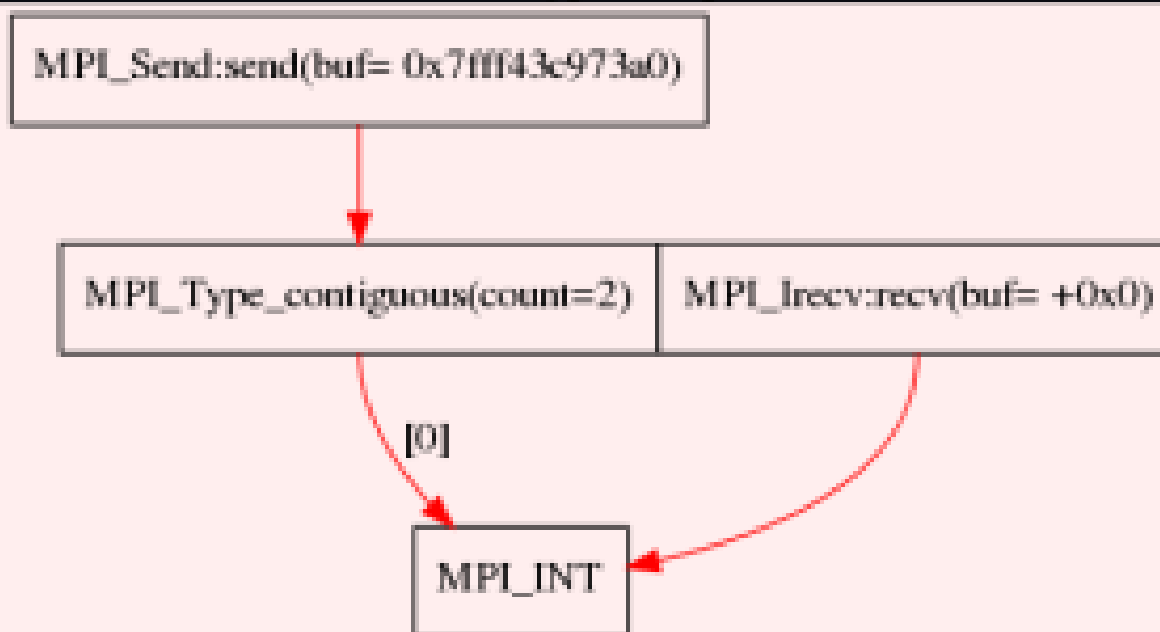 MPI_Send:send(buf= 0x7fff43c973a0)
MPI_Type_contiguous(count=2)
MPI_Irecv:recv(buf= +0x0)
[0]
MPI_INT